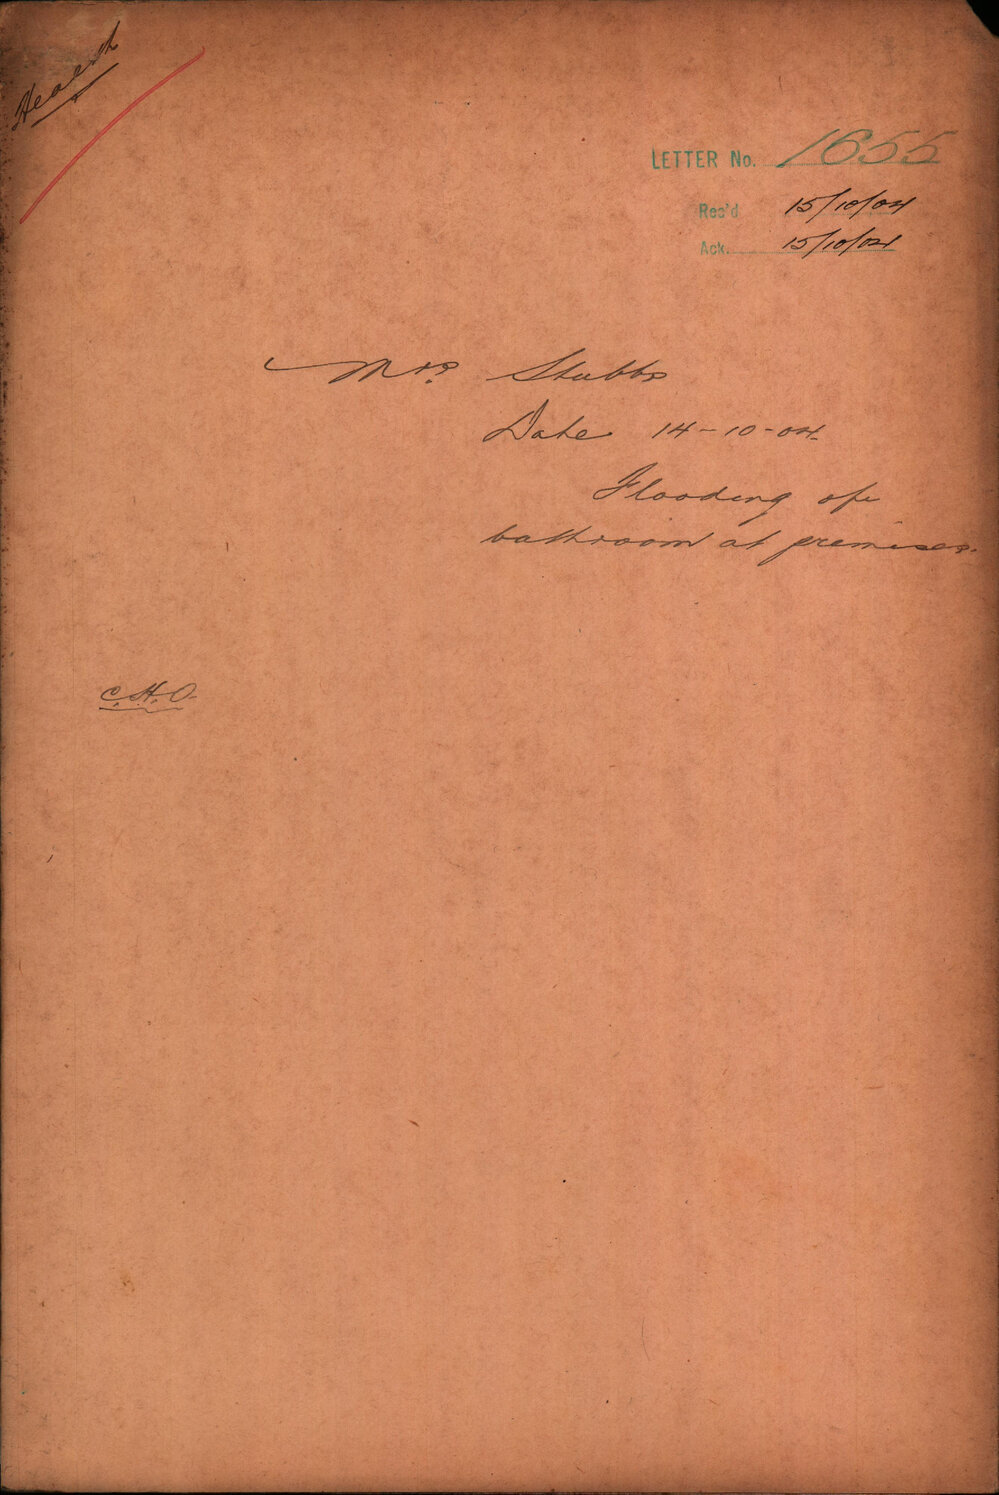 Health
LETTER No. 1655
Rec'd 15/10/04
Ack. 15/10/04
Mrs. Stubbs
Date 14-10-04.
Flooding of
bathroom at premises.
C.H.O.